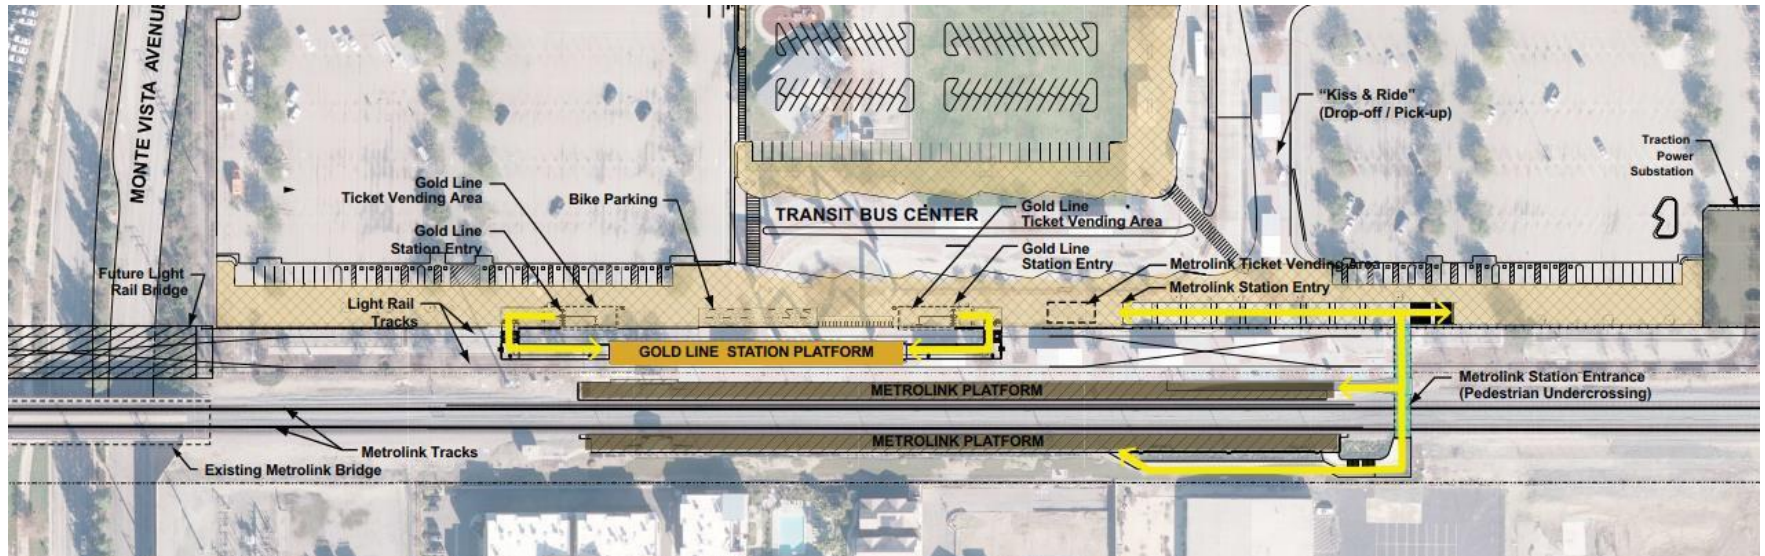 MONTE VISTA AVENUE
"Kiss & Ride"
(Drop-off / Pick-up)
Traction
Power
Substation
Gold Line
Ticket Vending Area
Bike Parking
TRANSIT BUS CENTER
Gold Line
Ticket Vending Area
Gold Line
Station Entry
Gold Line
Station Entry
Metrolink Ticket Vending Area
Metrolink Station Entry
Future Light
Rail Bridge
Light Rail
Tracks
GOLD LINE STATION PLATFORM
METROLINK PLATFORM
Metrolink Station Entrance
(Pedestrian Undercrossing)
METROLINK PLATFORM
Metrolink Tracks
Existing Metrolink Bridge